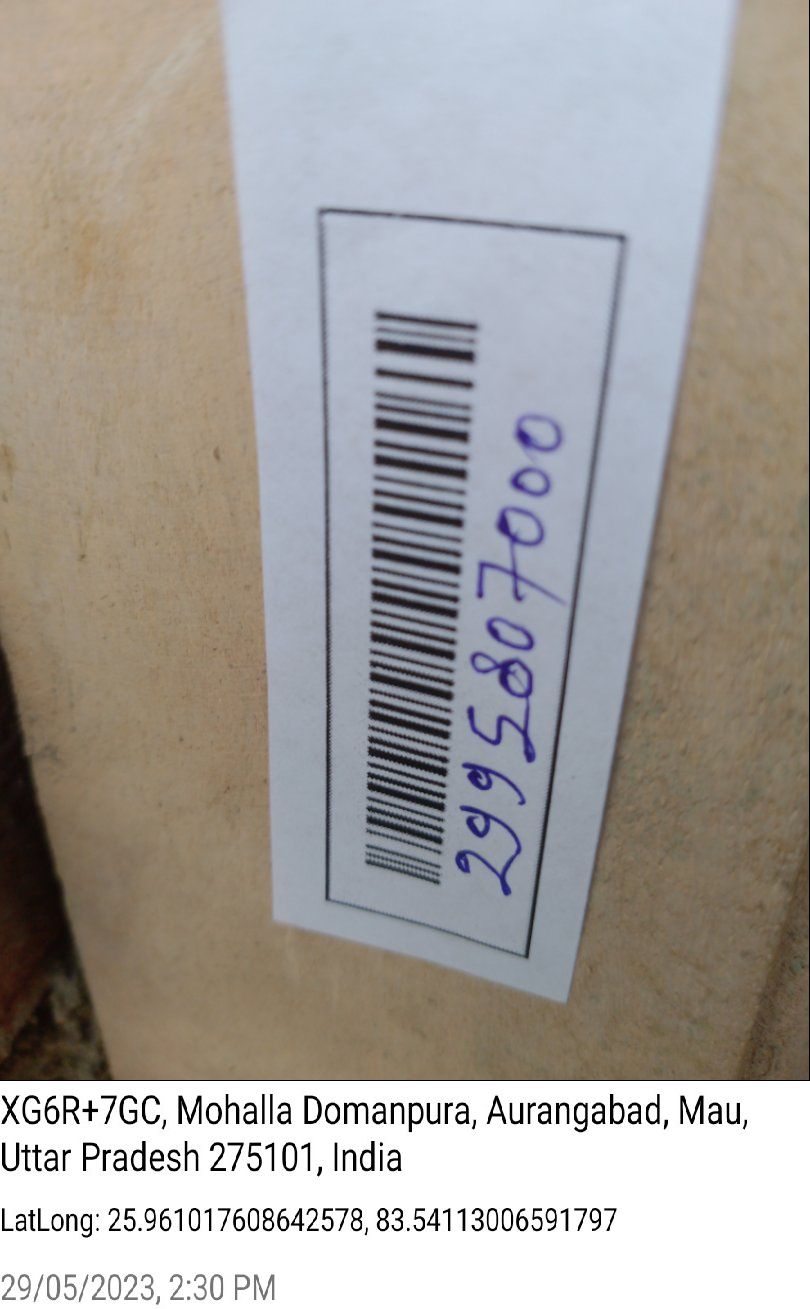 2995807000
XG6R+7GC, Mohalla Domanpura, Aurangabad, Mau,
Uttar Pradesh 275101, India
LatLong: 25.961017608642578, 83.54113006591797
29/05/2023, 2:30 PM